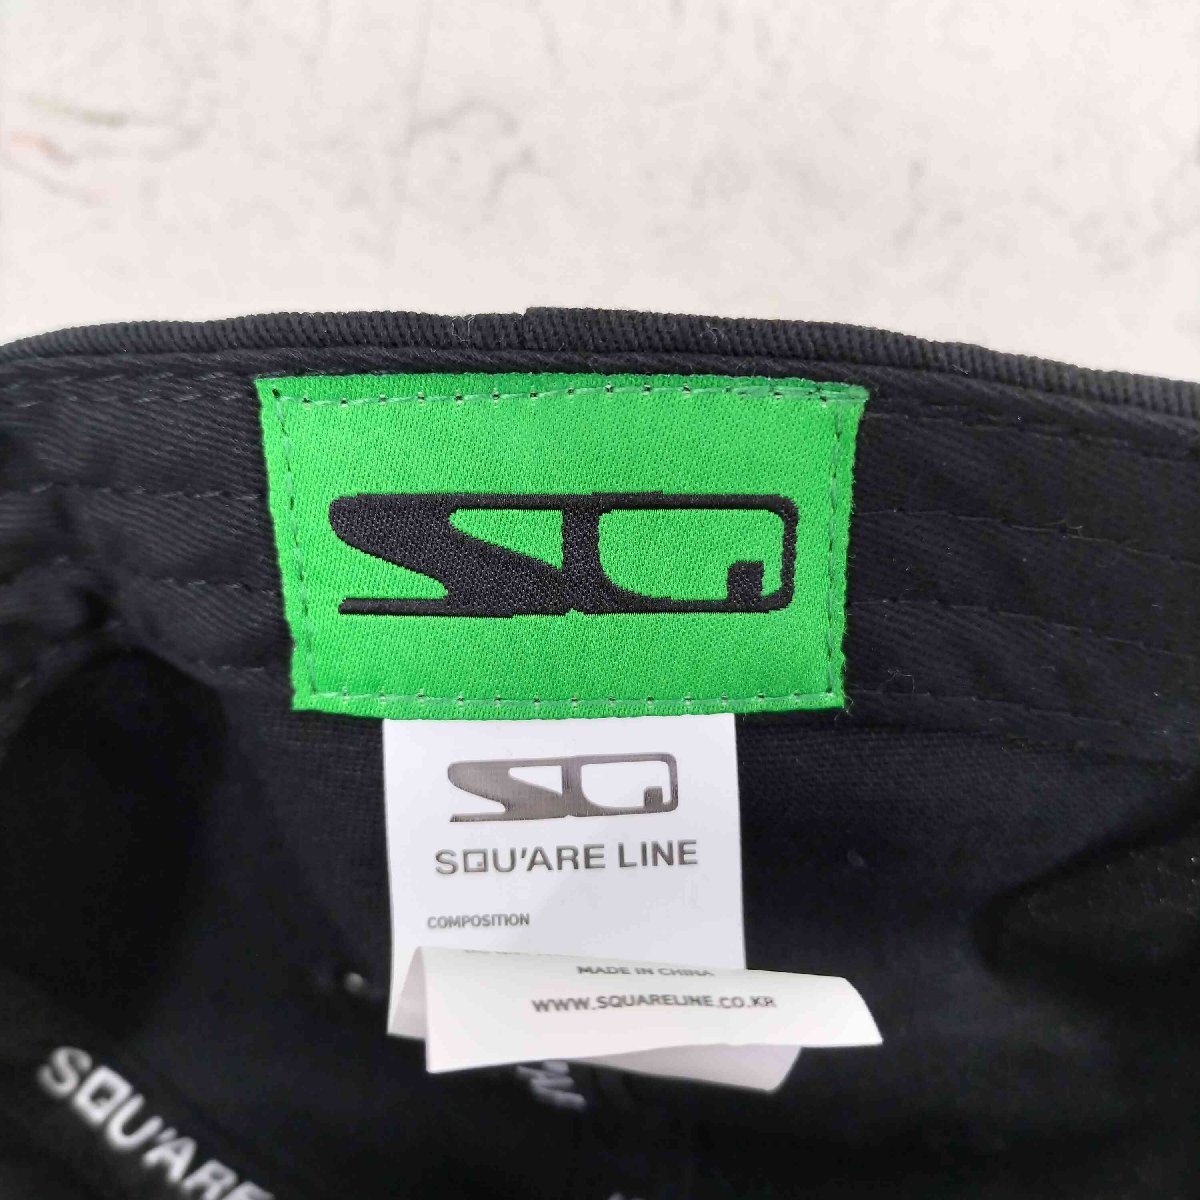 SQ
SQ
SQU'ARE LINE
COMPOSITION
MADE IN CHINA
WWW.SQUARELINE.CO.KR
SQU'ARE